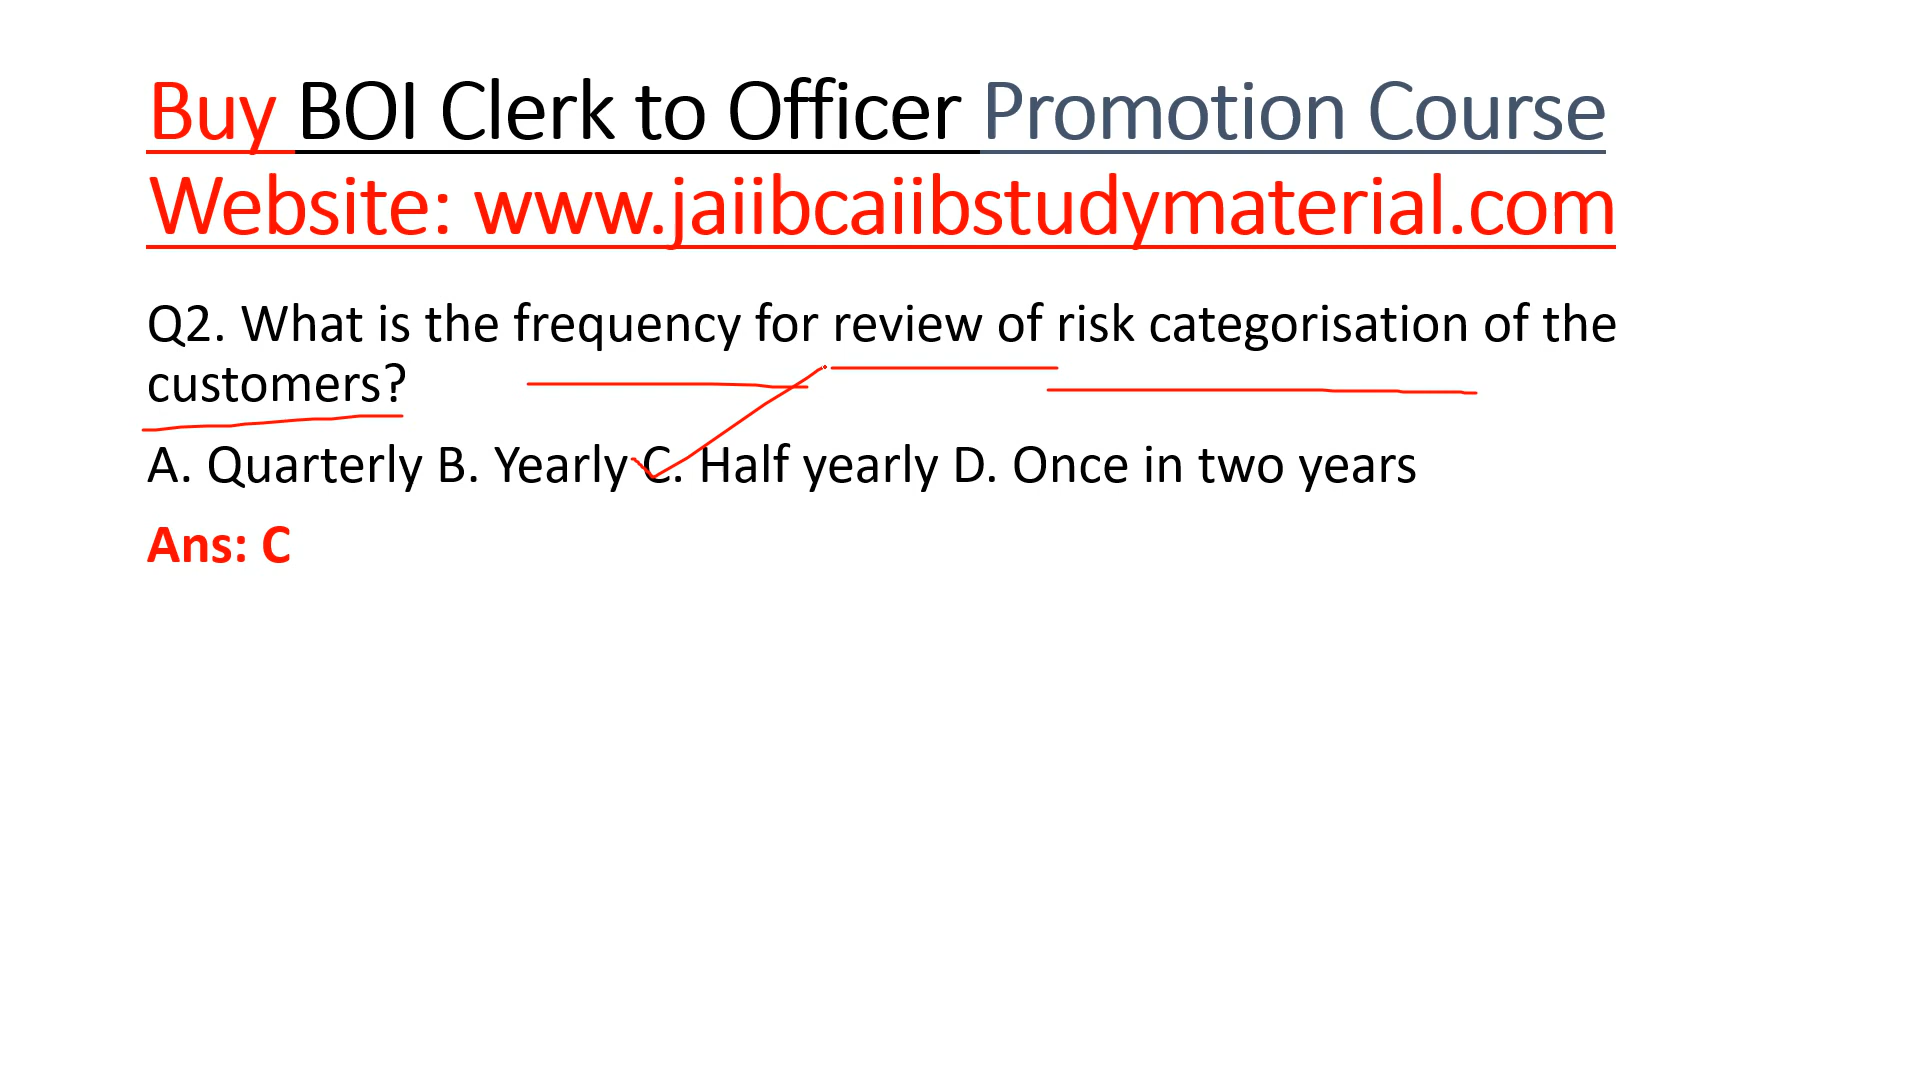 Buy BOI Clerk to Officer Promotion Course
Website: www.jaiibcaiibstudymaterial.com
Q2. What is the frequency for review of risk categorisation of the
customers?
A. Quarterly B. Yearly C. Half yearly D. Once in two years
Ans: C